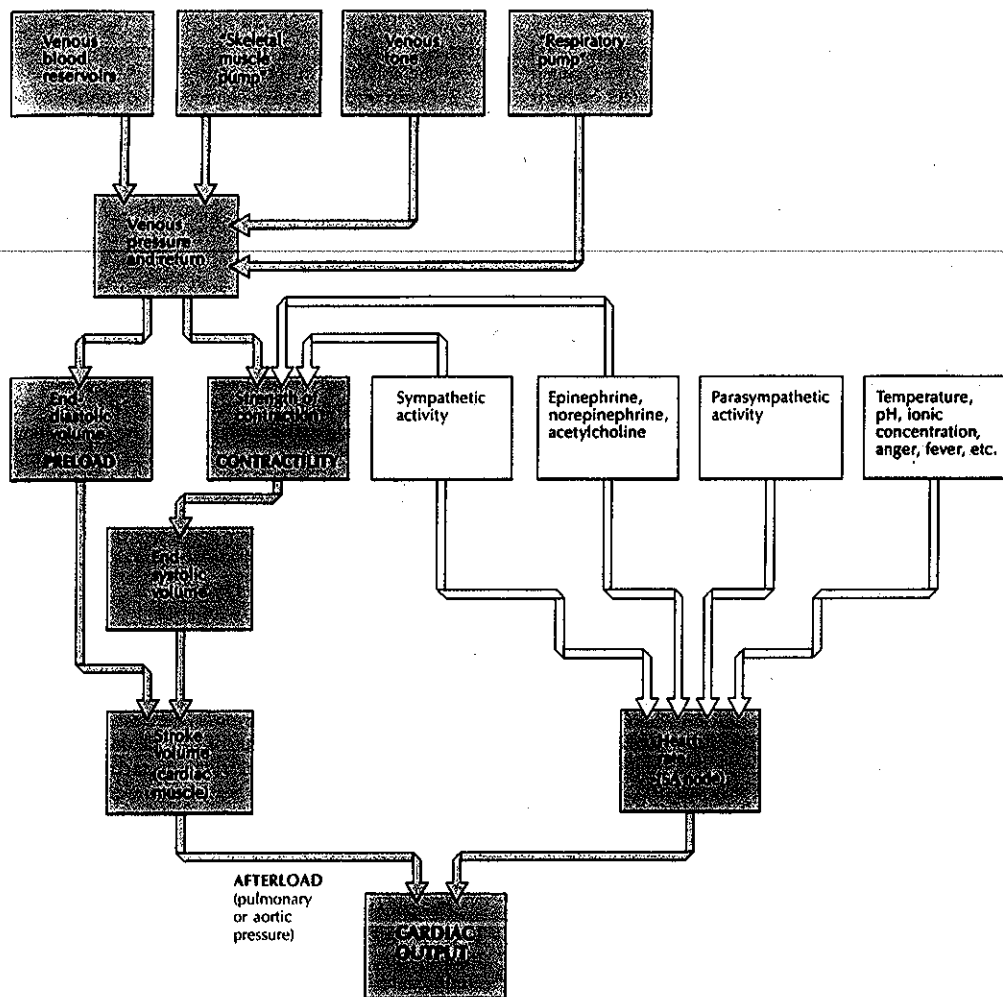 Venous
blood
reservoirs
"Skeletal
muscle
pump"
Venous
tone
"Respiratory
pump"
Venous
pressure
and return
End-
diastolic
volume
PRELOAD
Strength of
contraction
CONTRACTILITY
Sympathetic
activity
Epinephrine,
norepinephrine,
acetylcholine
Parasympathetic
activity
Temperature,
pH, ionic
concentration,
anger, fever, etc.
End-
systolic
volume
Stroke
volume
(cardiac
muscle)
Heart
rate
(SA node)
AFTERLOAD
(pulmonary
or aortic
pressure)
CARDIAC
OUTPUT